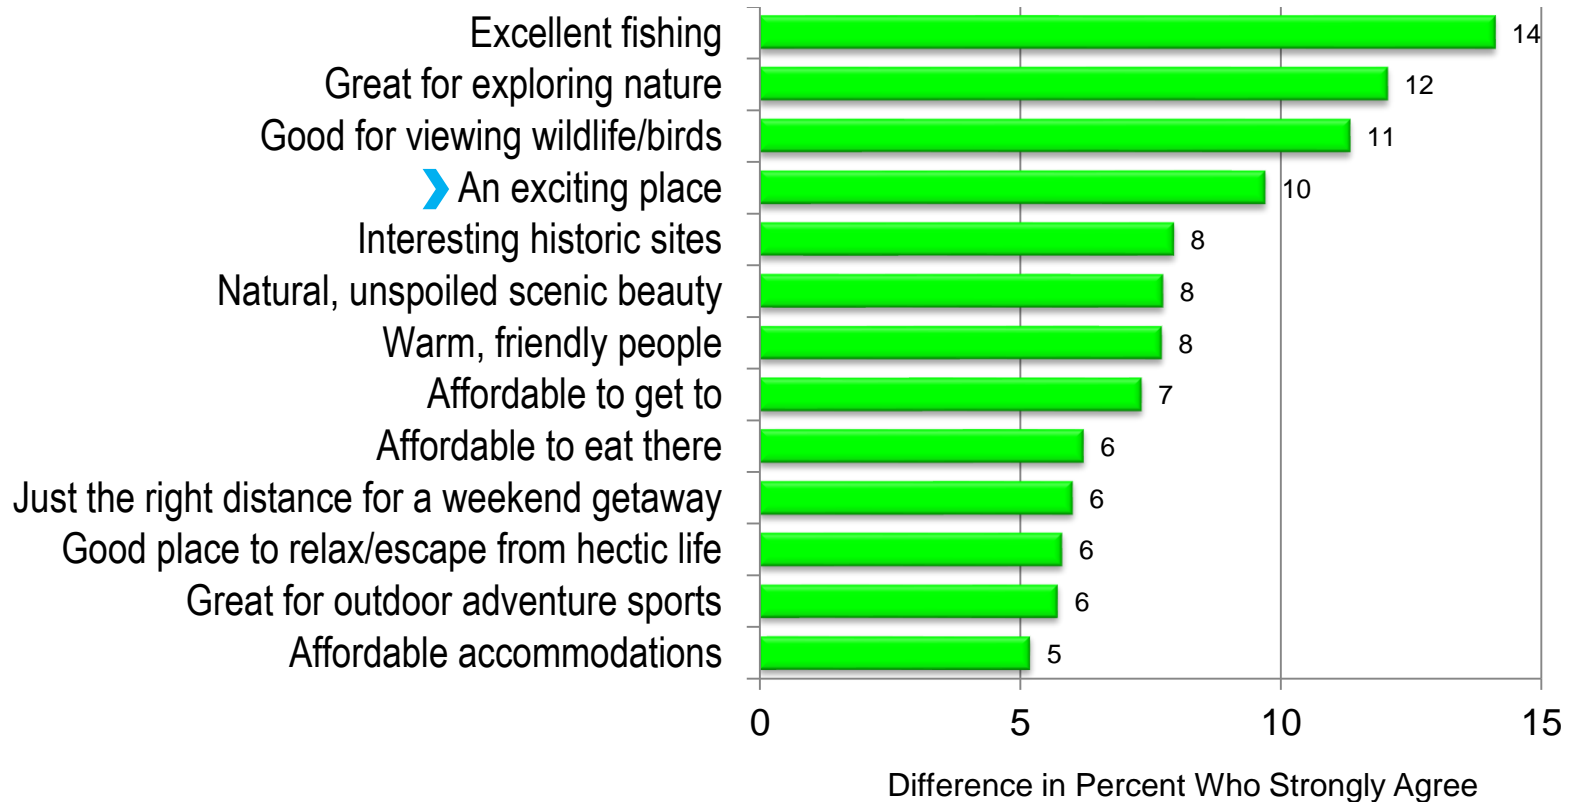 Excellent fishing 14
Great for exploring nature 12
Good for viewing wildlife/birds 11
An exciting place 10
Interesting historic sites 8
Natural, unspoiled scenic beauty 8
Warm, friendly people 8
Affordable to get to 7
Affordable to eat there 6
Just the right distance for a weekend getaway 6
Good place to relax/escape from hectic life 6
Great for outdoor adventure sports 6
Affordable accommodations 5
0 5 10 15
Difference in Percent Who Strongly Agree